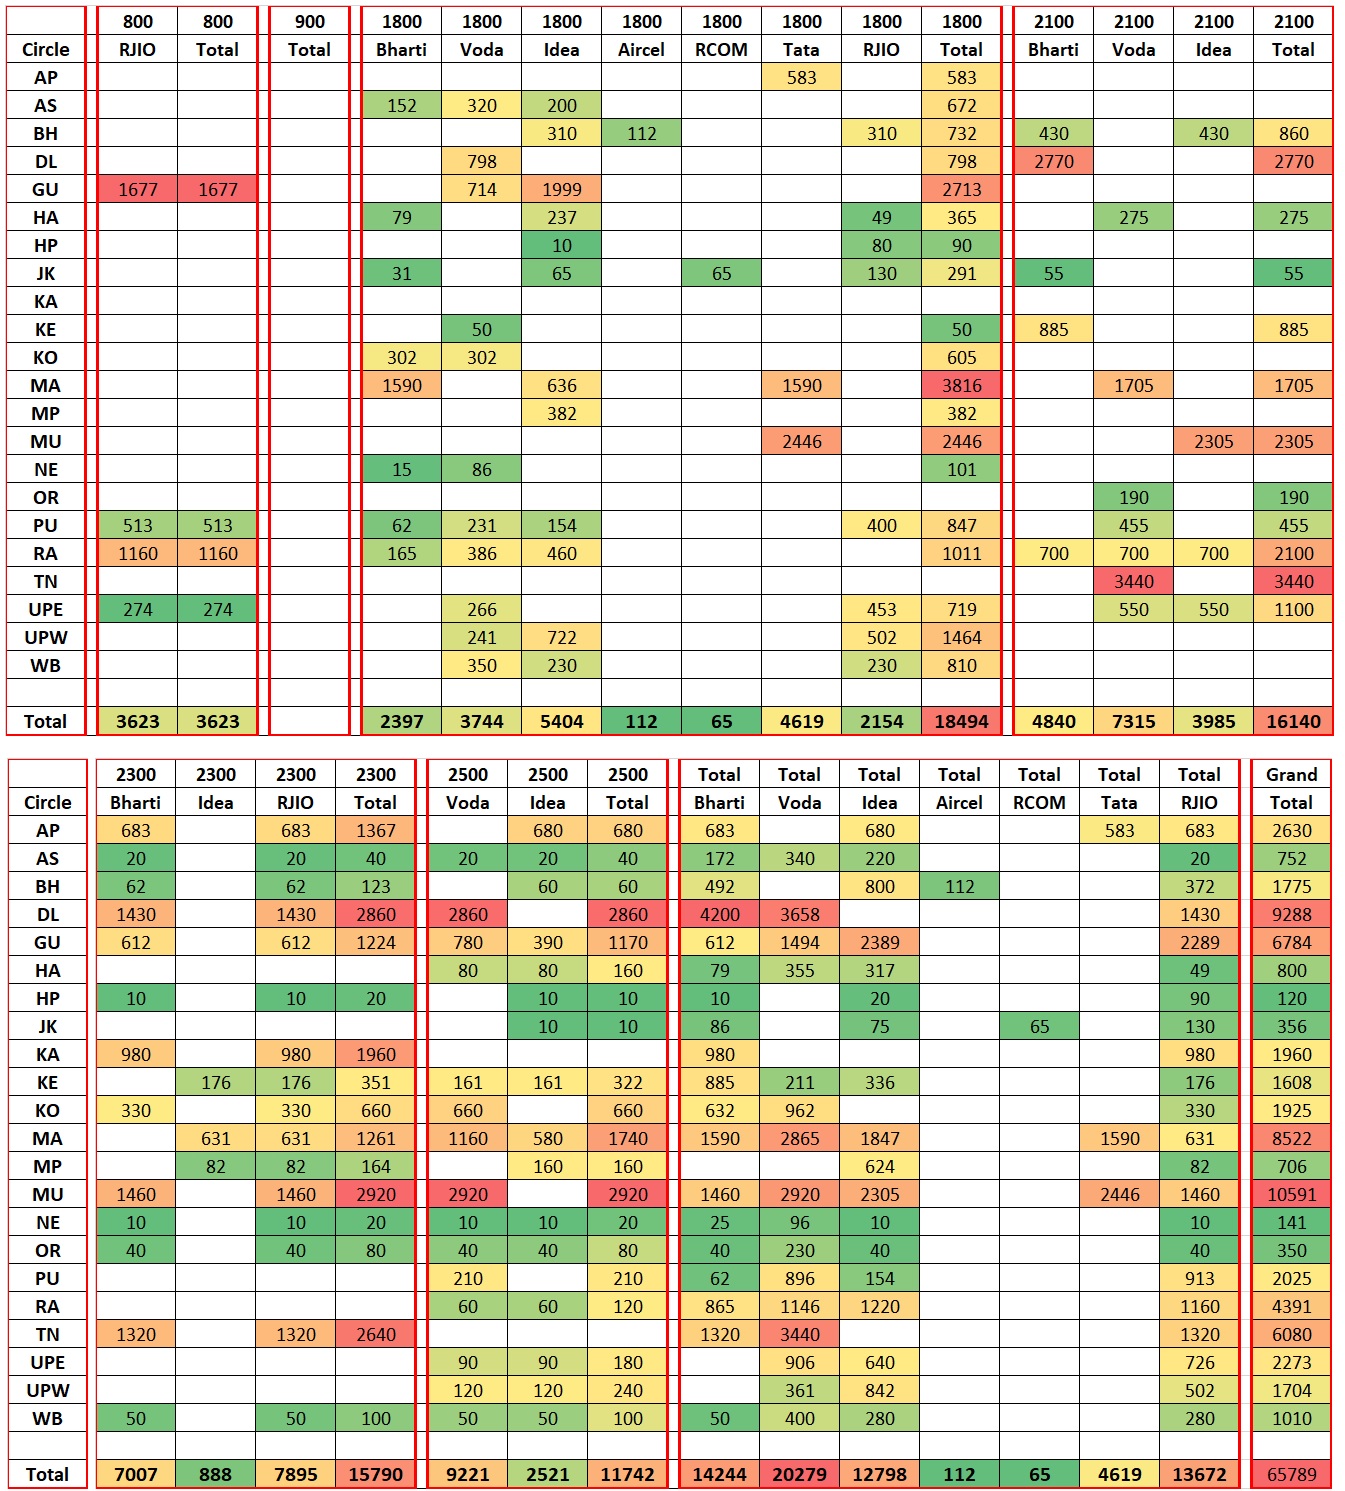 800 800 900 1800 1800 1800 1800 1800 1800 1800 1800 2100 2100 2100 2100
Circle RJIO Total Total Bharti Voda Idea Aircel RCOM Tata RJIO Total Bharti Voda Idea Total
AP 583 583
AS 152 320 200 672
BH 310 112 310 732 430 430 860
DL 798 798 2770 2770
GU 1677 1677 714 1999 2713
HA 79 237 49 365 275 275
HP 10 80 90
JK 31 65 65 130 291 55 55
KA
KE 50 50 885 885
KO 302 302 605
MA 1590 636 1590 3816 1705 1705
MP 382 382
MU 2446 2446 2305 2305
NE 15 86 101
OR 190 190
PU 513 513 62 231 154 400 847 455 455
RA 1160 1160 165 386 460 1011 700 700 700 2100
TN 3440 3440
UPE 274 274 266 453 719 550 550 1100
UPW 241 722 502 1464
WB 350 230 230 810
Total 3623 3623 2397 3744 5404 112 65 4619 2154 18494 4840 7315 3985 16140
2300 2300 2300 2300 2500 2500 2500 Total Total Total Total Total Total Total Grand
Circle Bharti Idea RJIO Total Voda Idea Total Bharti Voda Idea Aircel RCOM Tata RJIO Total
AP 683 683 1367 680 680 683 680 583 683 2630
AS 20 20 40 20 20 40 172 340 220 20 752
BH 62 62 123 60 60 492 800 112 372 1775
DL 1430 1430 2860 2860 2860 4200 3658 1430 9288
GU 612 612 1224 780 390 1170 612 1494 2389 2289 6784
HA 80 80 160 79 355 317 49 800
HP 10 10 20 10 10 10 20 90 120
JK 10 10 86 75 65 130 356
KA 980 980 1960 980 980 1960
KE 176 176 351 161 161 322 885 211 336 176 1608
KO 330 330 660 660 660 632 962 330 1925
MA 631 631 1261 1160 580 1740 1590 2865 1847 1590 631 8522
MP 82 82 164 160 160 624 82 706
MU 1460 1460 2920 2920 2920 1460 2920 2305 2446 1460 10591
NE 10 10 20 10 10 20 25 96 10 10 141
OR 40 40 80 40 40 80 40 230 40 40 350
PU 210 210 62 896 154 913 2025
RA 60 60 120 865 1146 1220 1160 4391
TN 1320 1320 2640 1320 3440 1320 6080
UPE 90 90 180 906 640 726 2273
UPW 120 120 240 361 842 502 1704
WB 50 50 100 50 50 100 50 400 280 280 1010
Total 7007 888 7895 15790 9221 2521 11742 14244 20279 12798 112 65 4619 13672 65789